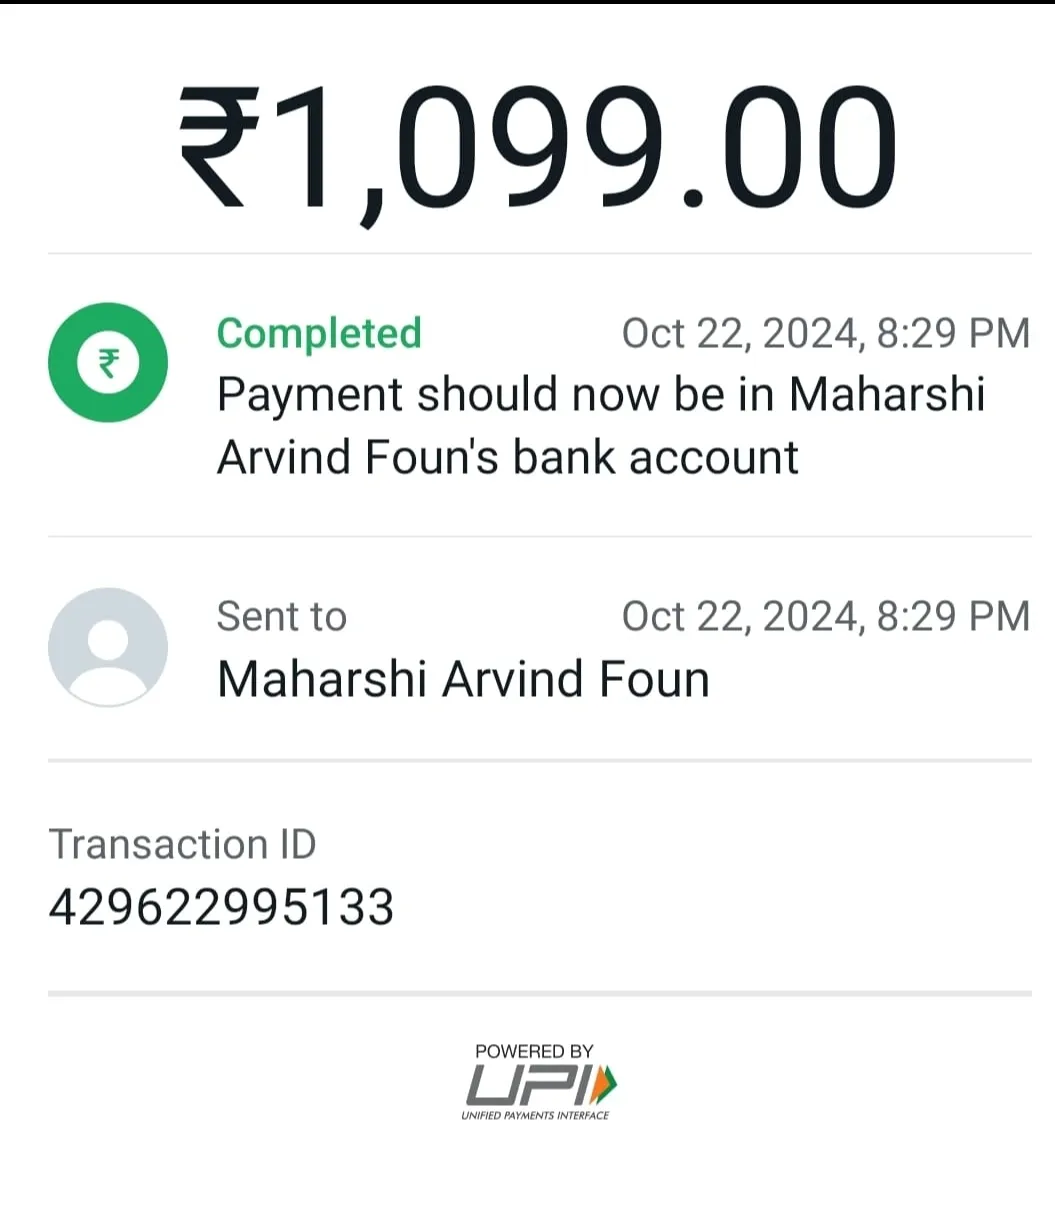 ₹1,099.00
₹
Completed
Oct 22, 2024, 8:29 PM
Payment should now be in Maharshi
Arvind Foun's bank account
Sent to
Oct 22, 2024, 8:29 PM
Maharshi Arvind Foun
Transaction ID
429622995133
POWERED BY
UPI
UNIFIED PAYMENTS INTERFACE